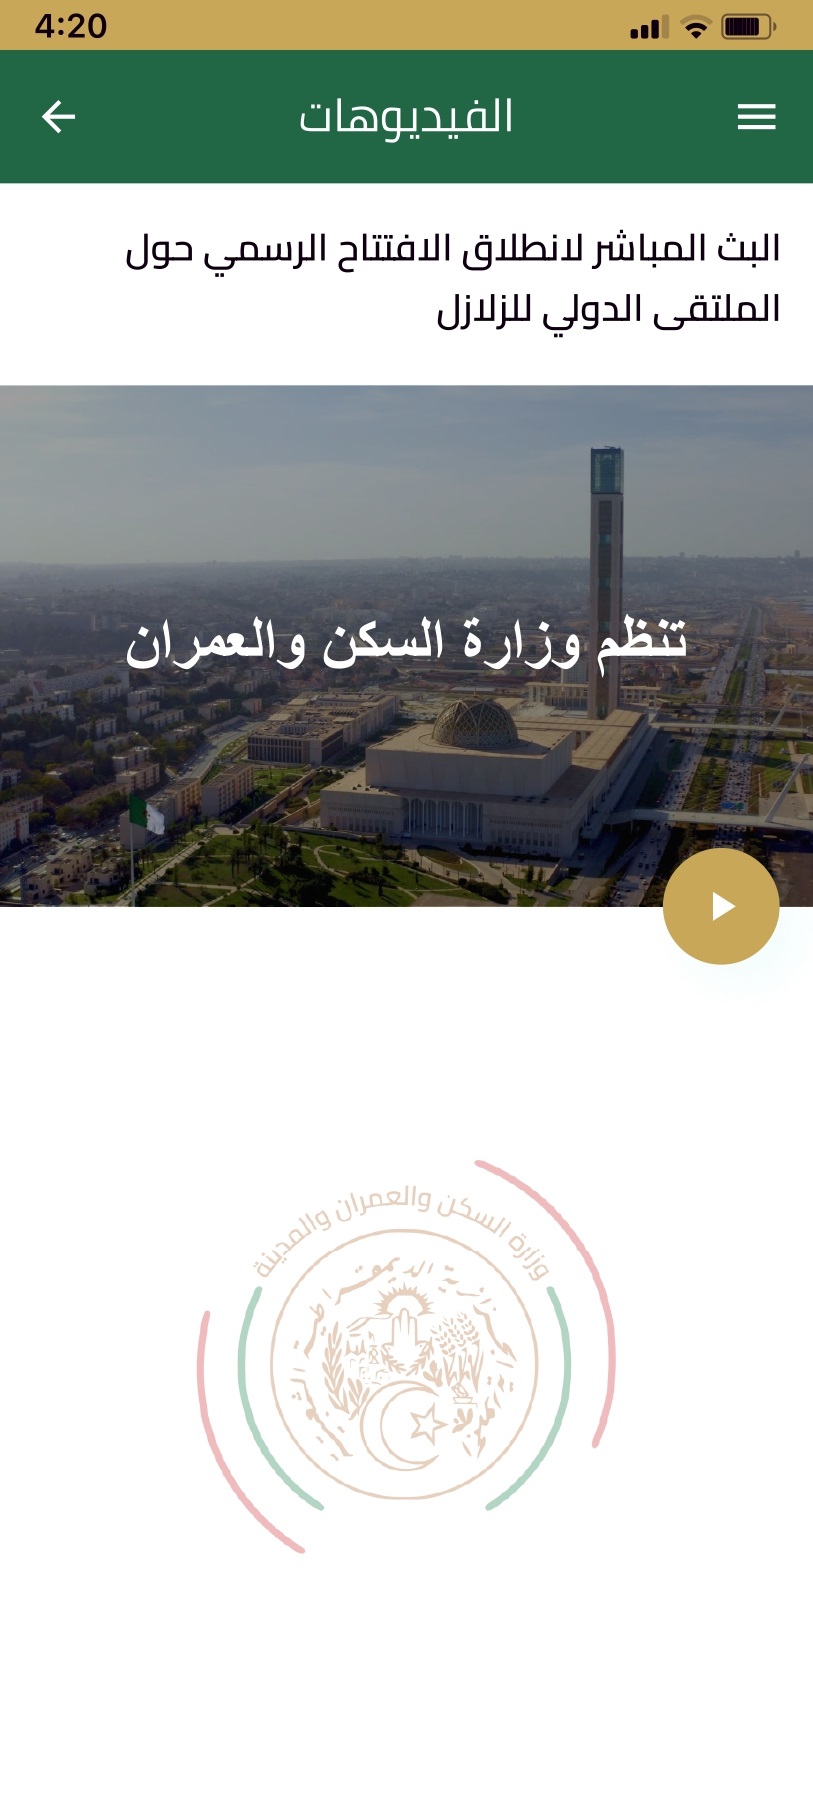 4:20
الفيديوهات
البث المباشر لانطلاق الافتتاح الرسمي حول
الملتقى الدولي للزلازل
تنظم وزارة السكن والعمران
وزارة السكن والعمران والمدينة